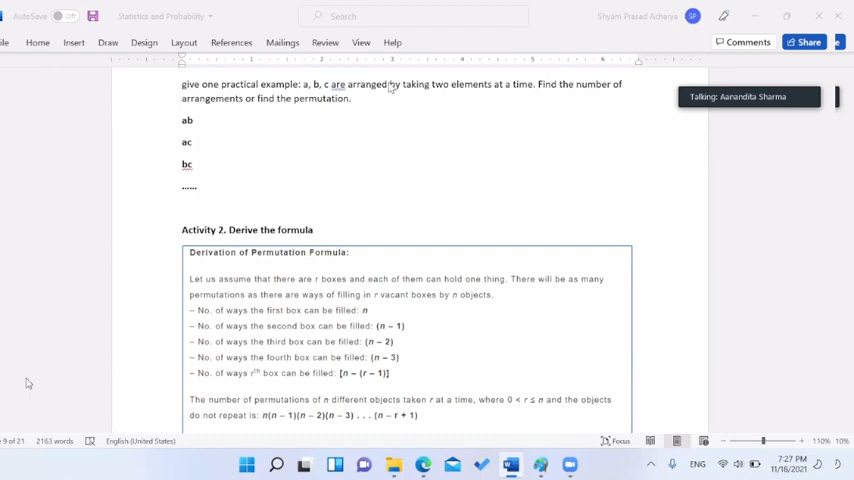 AutoSave Off Statistics and Probability Search Shyam Prasad Acharya SP
ile Home Insert Draw Design Layout References Mailings Review View Help Comments Share
1 2 3 4 5 6
give one practical example: a, b, c are arranged by taking two elements at a time. Find the number of
arrangements or find the permutation.
Talking: Aanandita Sharma
ab
ac
bc
......
Activity 2. Derive the formula
Derivation of Permutation Formula:
Let us assume that there are r boxes and each of them can hold one thing. There will be as many
permutations as there are ways of filling in r vacant boxes by n objects.
– No. of ways the first box can be filled: n
– No. of ways the second box can be filled: (n – 1)
– No. of ways the third box can be filled: (n – 2)
– No. of ways the fourth box can be filled: (n – 3)
– No. of ways rth box can be filled: [n – (r – 1)]
The number of permutations of n different objects taken r at a time, where 0 < r ≤ n and the objects
do not repeat is: n(n – 1)(n – 2)(n – 3) . . . (n – r + 1)
e 9 of 21 2163 words English (United States) Focus 110% 10%
ENG 7:27 PM
11/18/2021